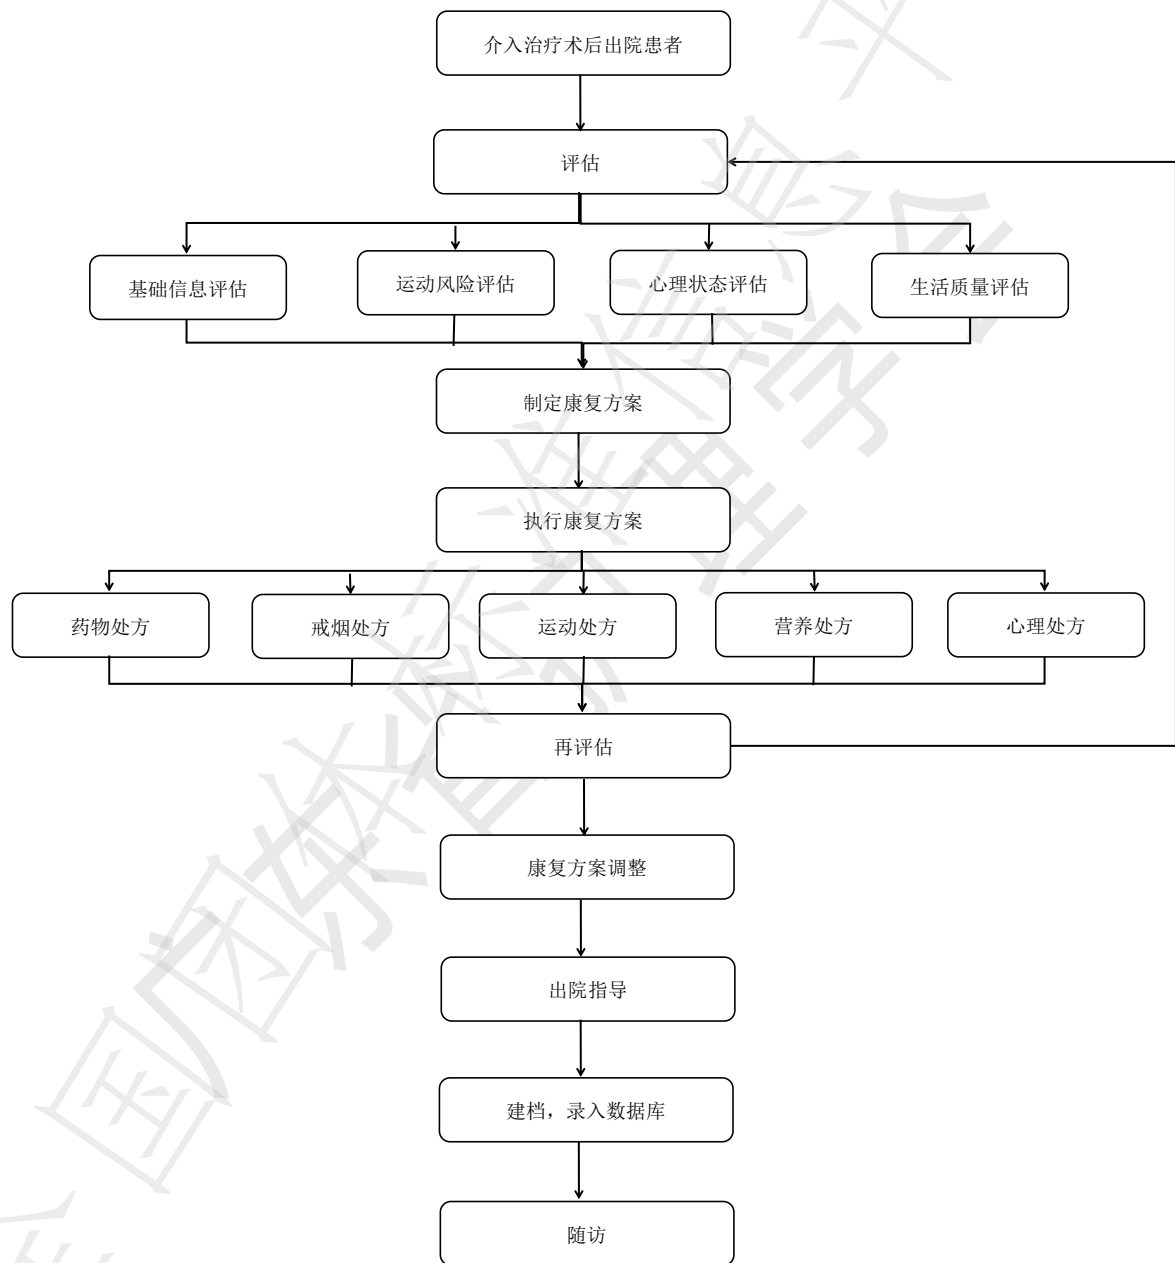 介入治疗术后出院患者
评估
基础信息评估
运动风险评估
心理状态评估
生活质量评估
制定康复方案
执行康复方案
药物处方
戒烟处方
运动处方
营养处方
心理处方
再评估
康复方案调整
出院指导
建档，录入数据库
随访